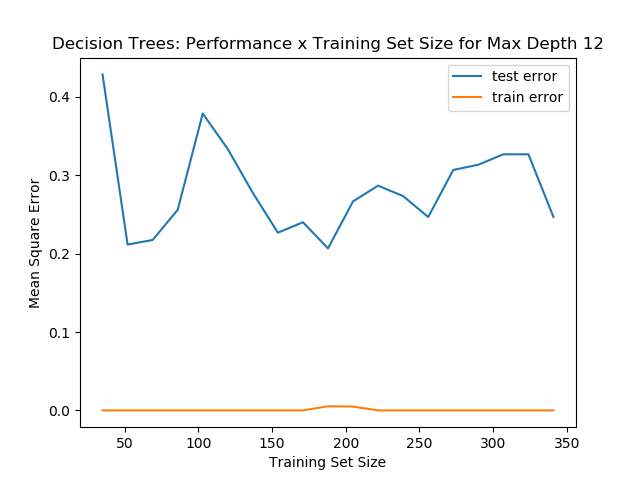 Decision Trees: Performance x Training Set Size for Max Depth 12
test error
train error
0.4
0.3
0.2
0.1
0.0
Mean Square Error
50
100
150
200
250
300
350
Training Set Size